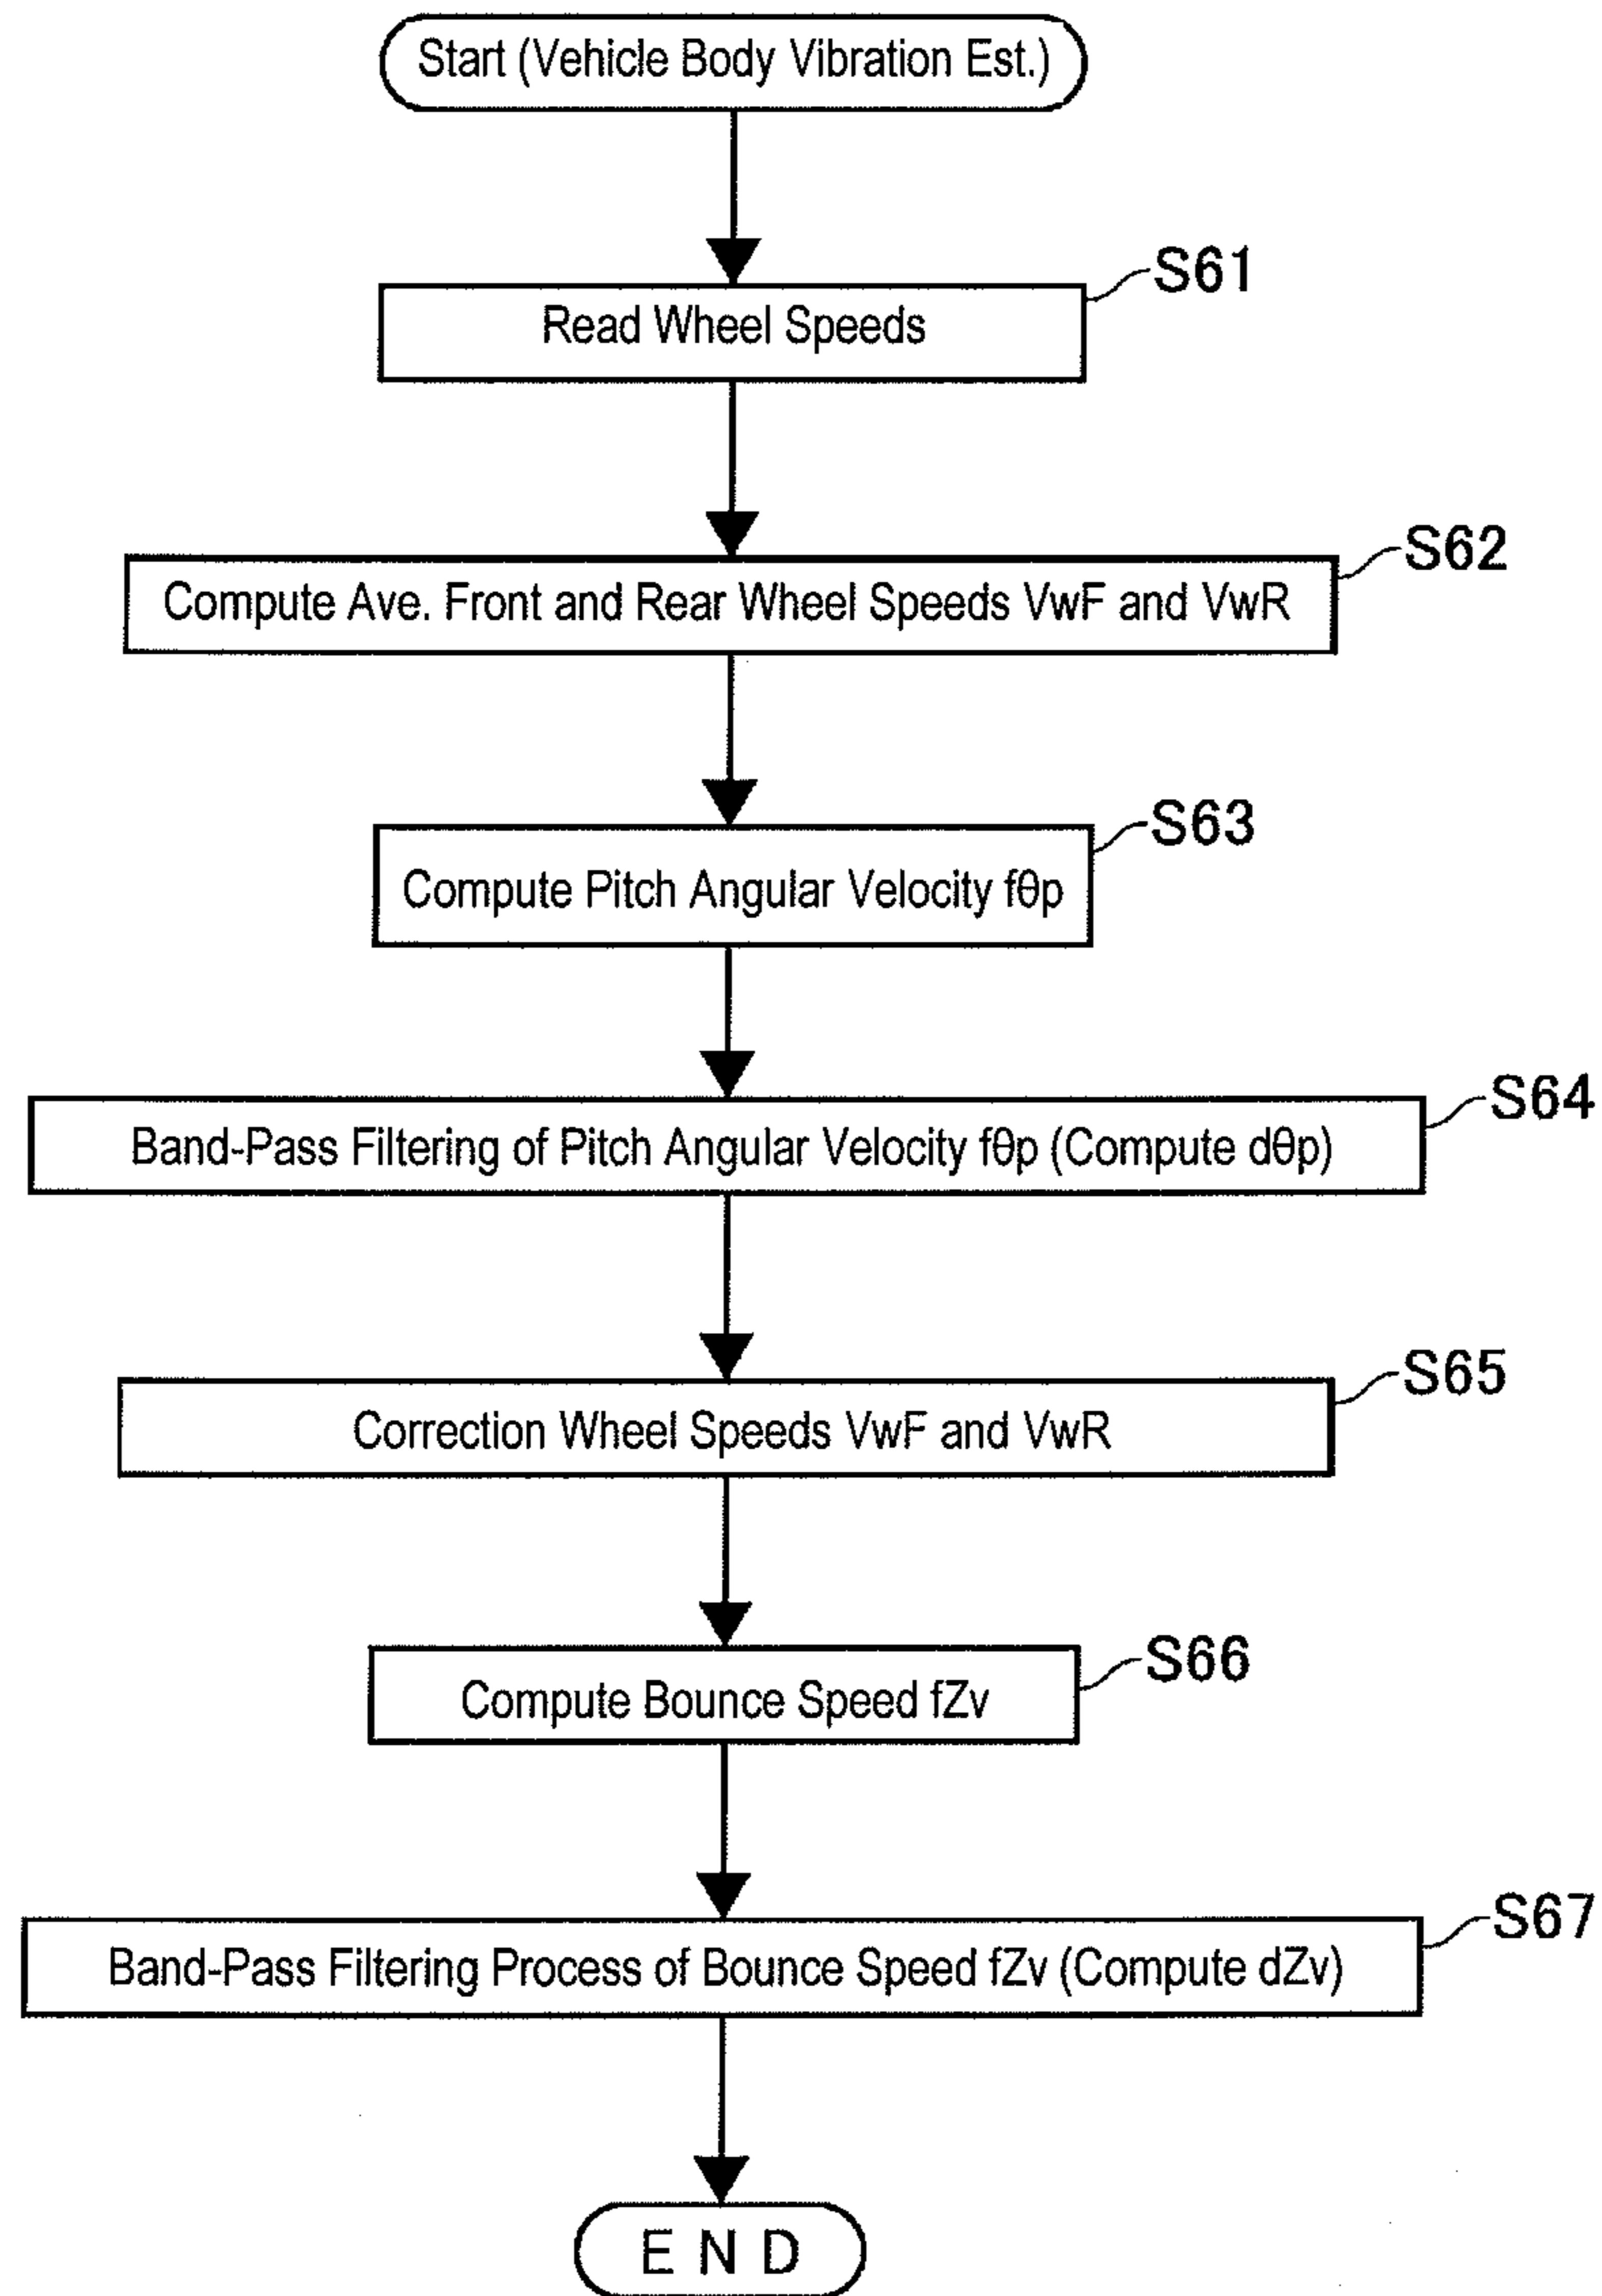 Start (Vehicle Body Vibration Est.)
S61
Read Wheel Speeds
S62
Compute Ave. Front and Rear Wheel Speeds VwF and VwR
S63
Compute Pitch Angular Velocity fθp
S64
Band-Pass Filtering of Pitch Angular Velocity fθp (Compute dθp)
S65
Correction Wheel Speeds VwF and VwR
S66
Compute Bounce Speed fZv
S67
Band-Pass Filtering Process of Bounce Speed fZv (Compute dZv)
E N D